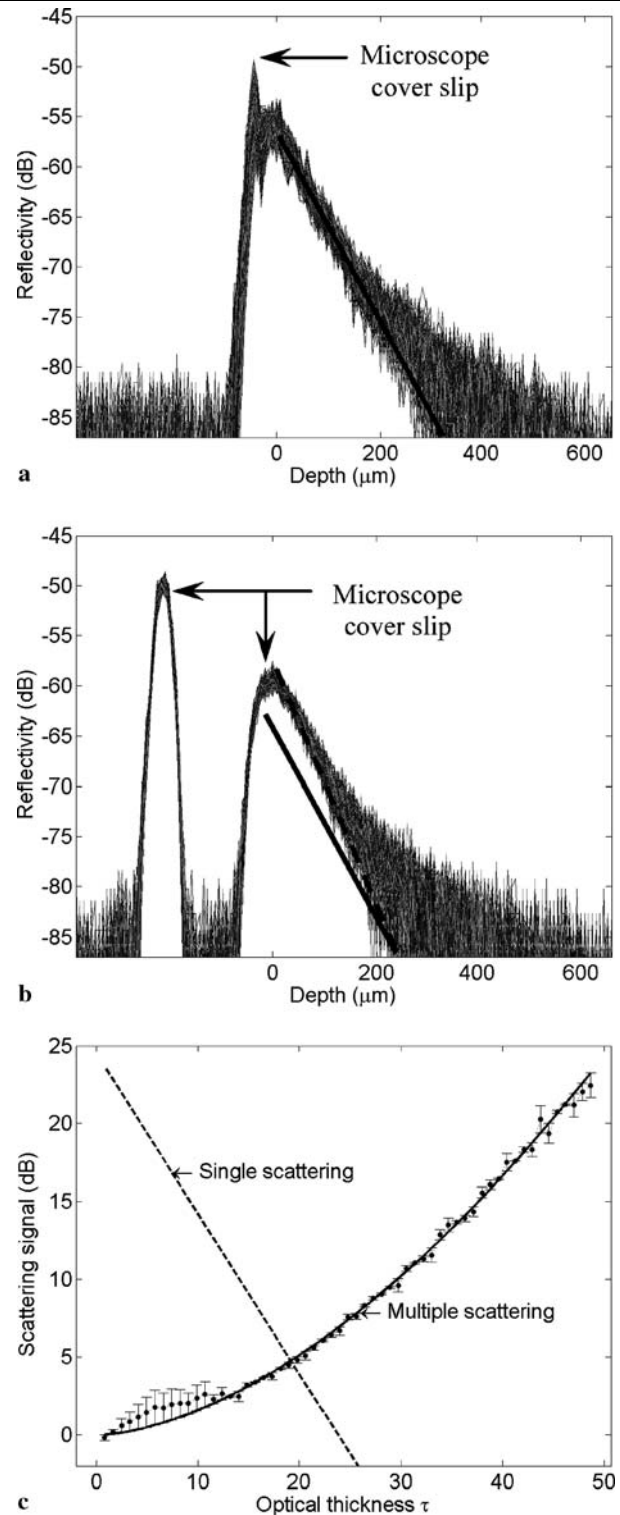 -45
-50
-55
-60
-65
-70
-75
-80
-85
Reflectivity (dB)
Microscope
cover slip
0
200
400
600
Depth (μm)
a
-45
-50
-55
-60
-65
-70
-75
-80
-85
Reflectivity (dB)
Microscope
cover slip
0
200
400
600
Depth (μm)
b
25
20
15
10
5
0
Scattering signal (dB)
Single scattering
Multiple scattering
0
10
20
30
40
50
Optical thickness τ
c